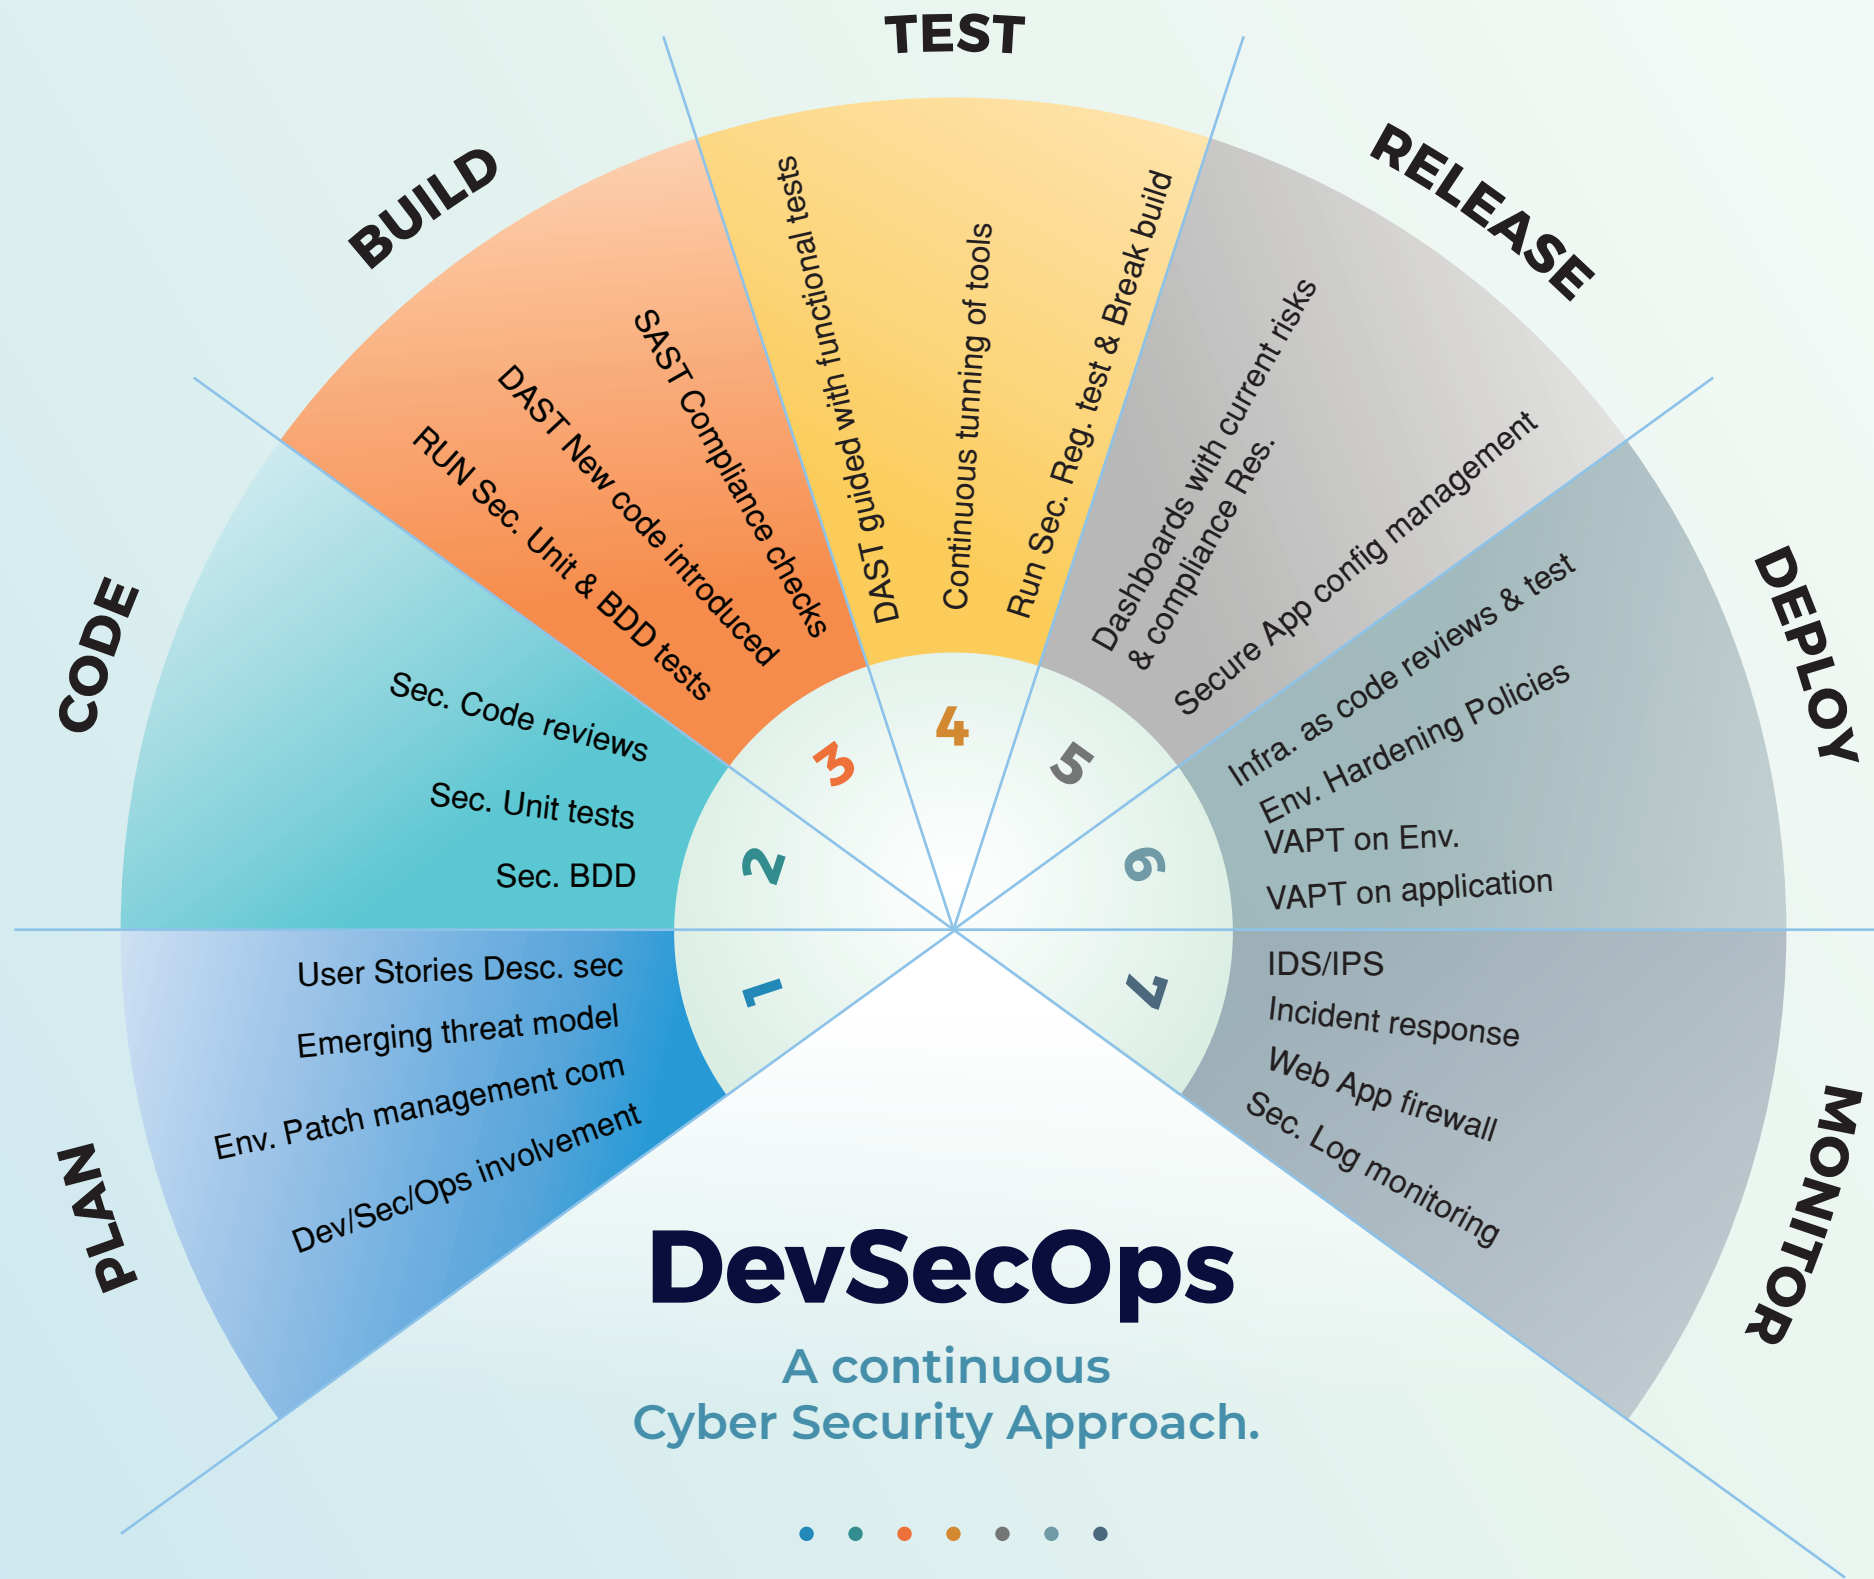 PLAN
1
User Stories Desc. sec
Emerging threat model
Env. Patch management com
Dev/Sec/Ops involvement
CODE
2
Sec. Code reviews
Sec. Unit tests
Sec. BDD
BUILD
3
RUN Sec. Unit & BDD tests
DAST New code introduced
SAST Compliance checks
TEST
4
DAST guided with functional tests
Continuous tunning of tools
Run Sec. Reg. test & Break build
RELEASE
5
Dashboards with current risks
& compliance Res.
Secure App config management
DEPLOY
6
Infra. as code reviews & test
Env. Hardening Policies
VAPT on Env.
VAPT on application
MONITOR
7
IDS/IPS
Incident response
Web App firewall
Sec. Log monitoring
DevSecOps
A continuous
Cyber Security Approach.